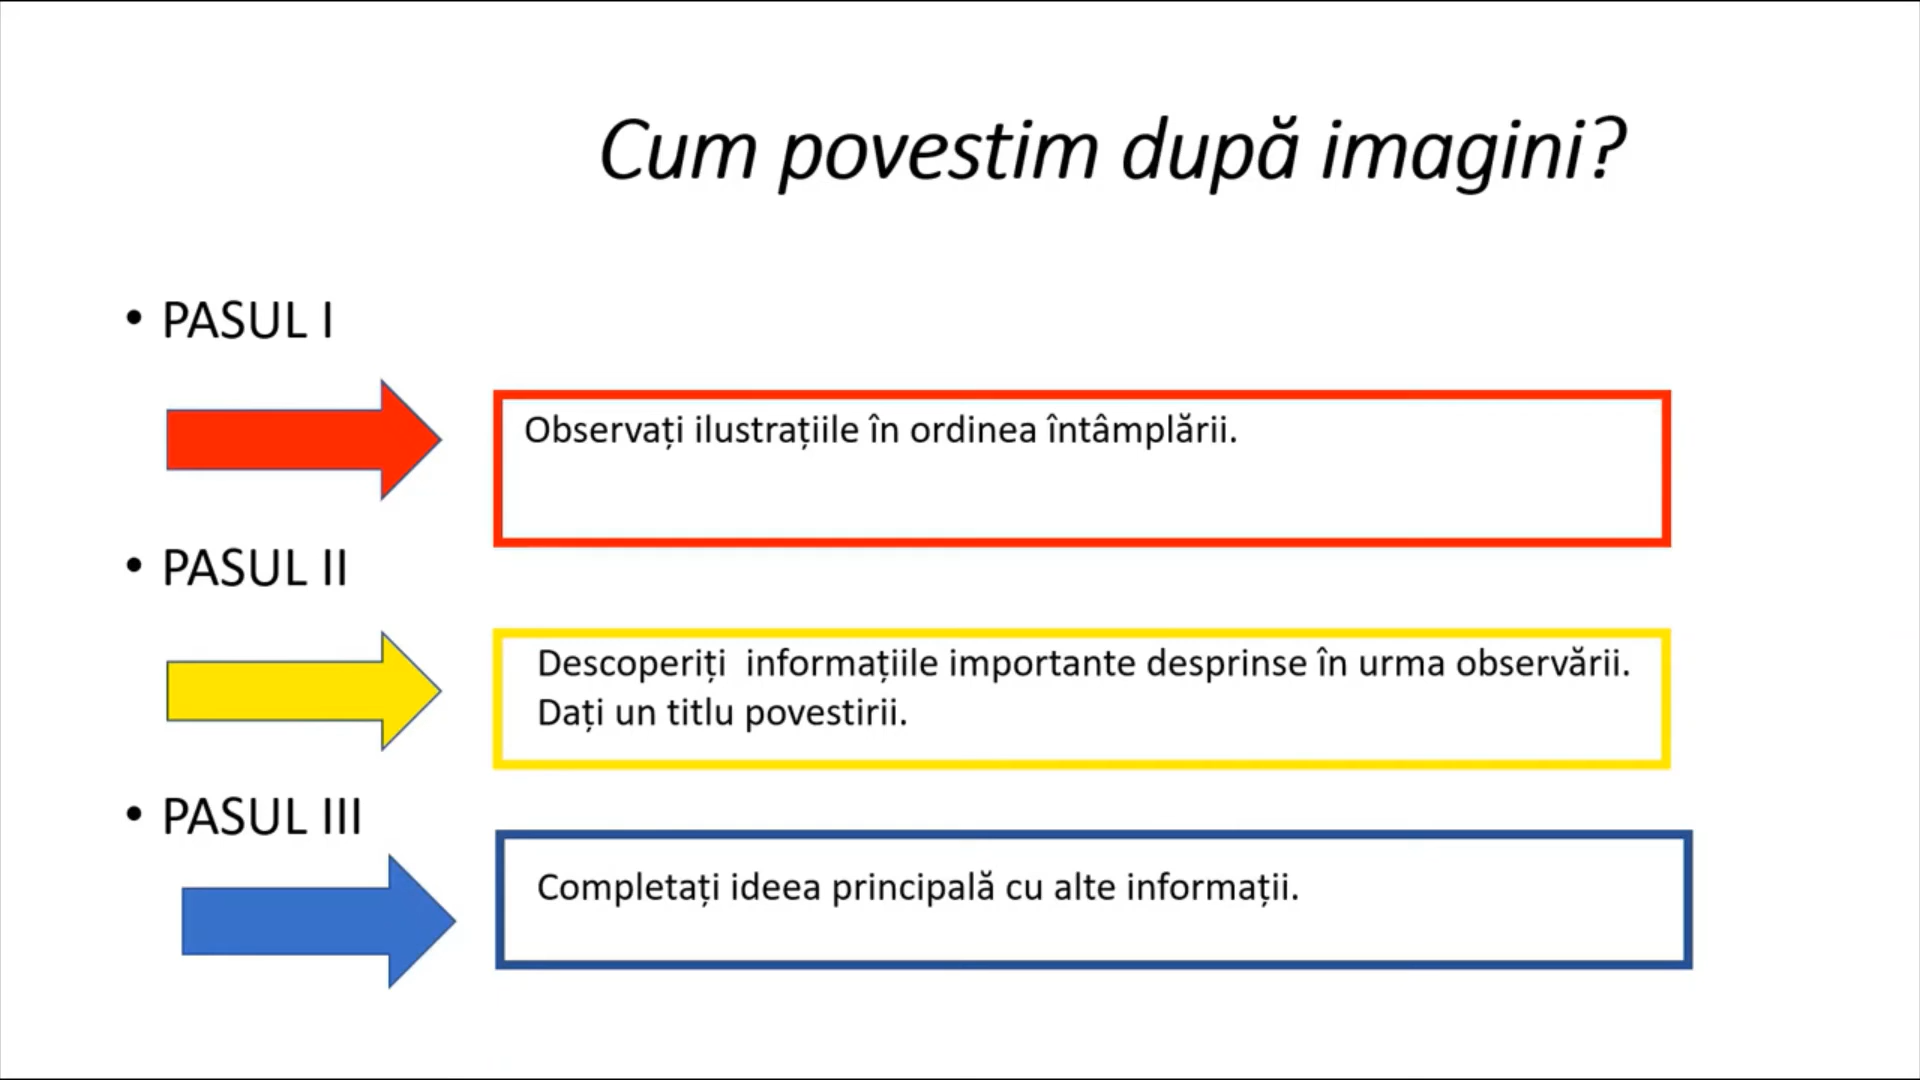 Cum povestim după imagini?
• PASUL I
Observați ilustrațiile în ordinea întâmplării.
• PASUL II
Descoperiți  informațiile importante desprinse în urma observării.
Dați un titlu povestirii.
• PASUL III
Completați ideea principală cu alte informații.